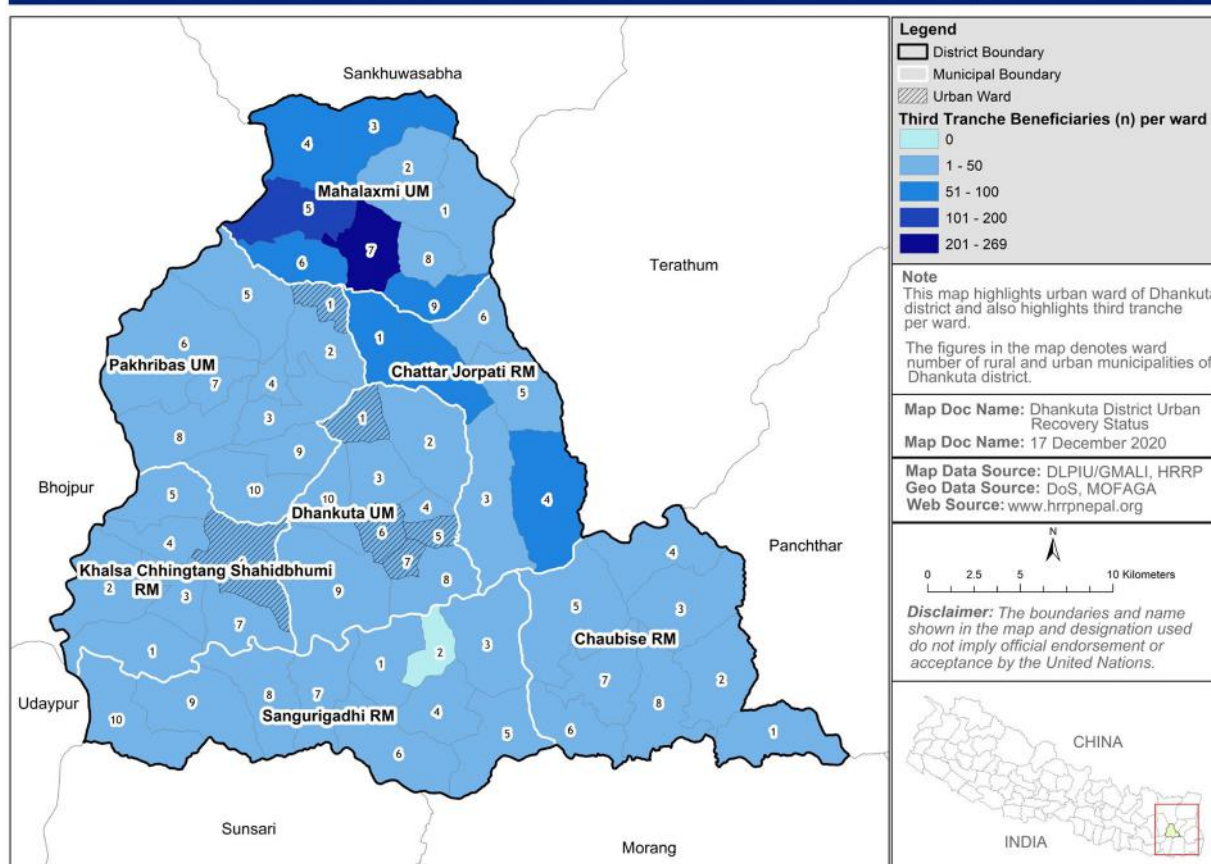 Sankhuwasabha
3
4
2
Mahalaxmi UM
5
1
7
8
6
Terathum
5
1
9
6
1
6
2
Chattar Jorpati RM
Pakhribas UM
7
4
5
3
1
8
2
9
Bhojpur
3
10
5
10
3
4
4
Dhankuta UM
6
5
4
7
Panchthar
Khalsa Chhingtang Shahidbhumi
RM
2
3
9
8
5
4
3
7
Chaubise RM
1
1
2
3
7
2
Udaypur
8
7
9
Sangurigadhi RM
4
8
10
5
6
6
1
Sunsari
Morang
Legend
District Boundary
Municipal Boundary
Urban Ward
Third Tranche Beneficiaries (n) per ward
0
1 - 50
51 - 100
101 - 200
201 - 269
Note
This map highlights urban ward of Dhankuta
district and also highlights third tranche
per ward.
The figures in the map denotes ward
number of rural and urban municipalities of
Dhankuta district.
Map Doc Name: Dhankuta District Urban
Recovery Status
Map Doc Name: 17 December 2020
Map Data Source: DLPIU/GMALI, HRRP
Geo Data Source: DoS, MOFAGA
Web Source: www.hrrpnepal.org
N
0 2.5 5 10 Kilometers
Disclaimer: The boundaries and name
shown in the map and designation used
do not imply official endorsement or
acceptance by the United Nations.
CHINA
INDIA